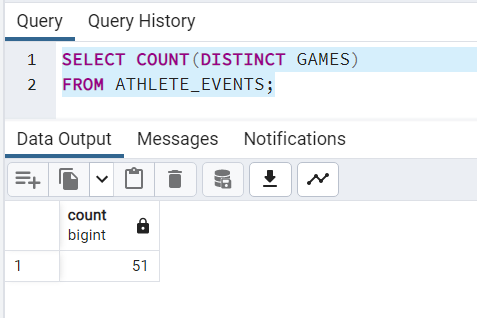 Query Query History
1 SELECT COUNT(DISTINCT GAMES)
2 FROM ATHLETE_EVENTS;
Data Output Messages Notifications
count
bigint
1 51